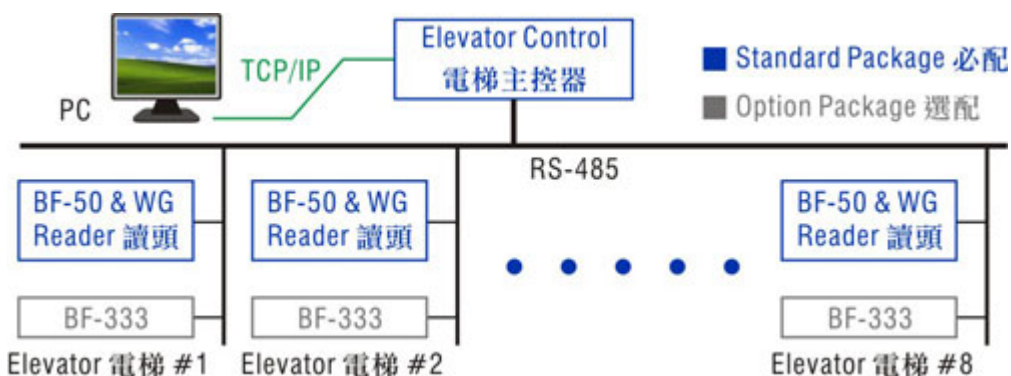 Elevator Control
電梯主控器
TCP/IP
PC
Standard Package 必配
Option Package 選配
RS-485
BF-50 & WG
Reader 讀頭
BF-50 & WG
Reader 讀頭
BF-50 & WG
Reader 讀頭
BF-333
BF-333
BF-333
Elevator 電梯 #1
Elevator 電梯 #2
Elevator 電梯 #8